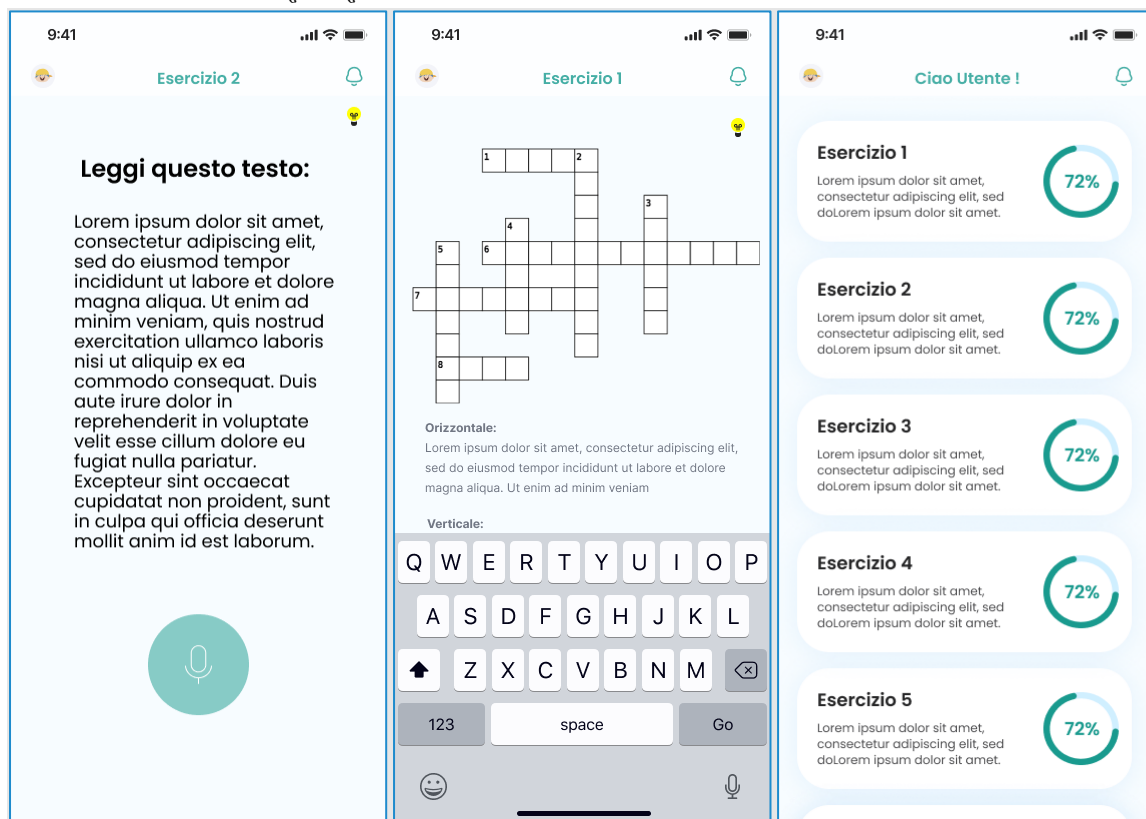 9:41
Esercizio 2
Leggi questo testo:
Lorem ipsum dolor sit amet,
consectetur adipiscing elit,
sed do eiusmod tempor
incididunt ut labore et dolore
magna aliqua. Ut enim ad
minim veniam, quis nostrud
exercitation ullamco laboris
nisi ut aliquip ex ea
commodo consequat. Duis
aute irure dolor in
reprehenderit in voluptate
velit esse cillum dolore eu
fugiat nulla pariatur.
Excepteur sint occaecat
cupidatat non proident, sunt
in culpa qui officia deserunt
mollit anim id est laborum.
9:41
Esercizio 1
1 2
3
4
5 6
7
8
Orizzontale:
Lorem ipsum dolor sit amet, consectetur adipiscing elit,
sed do eiusmod tempor incididunt ut labore et dolore
magna aliqua. Ut enim ad minim veniam
Verticale:
Q W E R T Y U I O P
A S D F G H J K L
Z X C V B N M
123 space Go
9:41
Ciao Utente !
Esercizio 1
Lorem ipsum dolor sit amet,
consectetur adipiscing elit, sed
doLorem ipsum dolor sit amet.
72%
Esercizio 2
Lorem ipsum dolor sit amet,
consectetur adipiscing elit, sed
doLorem ipsum dolor sit amet.
72%
Esercizio 3
Lorem ipsum dolor sit amet,
consectetur adipiscing elit, sed
doLorem ipsum dolor sit amet.
72%
Esercizio 4
Lorem ipsum dolor sit amet,
consectetur adipiscing elit, sed
doLorem ipsum dolor sit amet.
72%
Esercizio 5
Lorem ipsum dolor sit amet,
consectetur adipiscing elit, sed
doLorem ipsum dolor sit amet.
72%